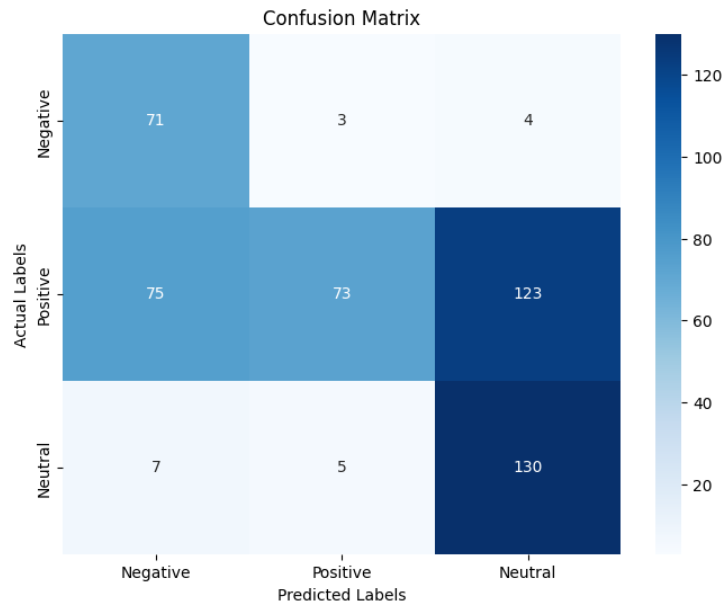 Confusion Matrix
Actual Labels
Negative
71 3 4
120
100
Positive
75 73 123
80
60
Neutral
7 5 130
40
20
Negative Positive Neutral
Predicted Labels